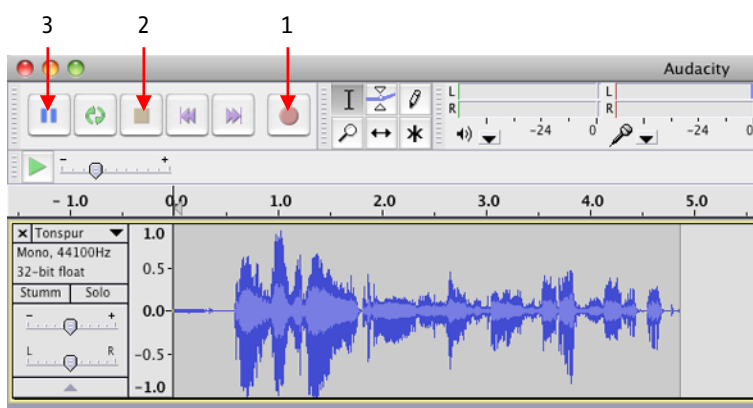 3 2 1
Audacity
L L
R R
-24 0 -24 0
- +
- 1.0 0,0 1.0 2.0 3.0 4.0 5.0
Tonspur 1.0
Mono, 44100Hz
32-bit float 0.5-
Stumm Solo
- + 0.0-
L R -0.5-
-1.0